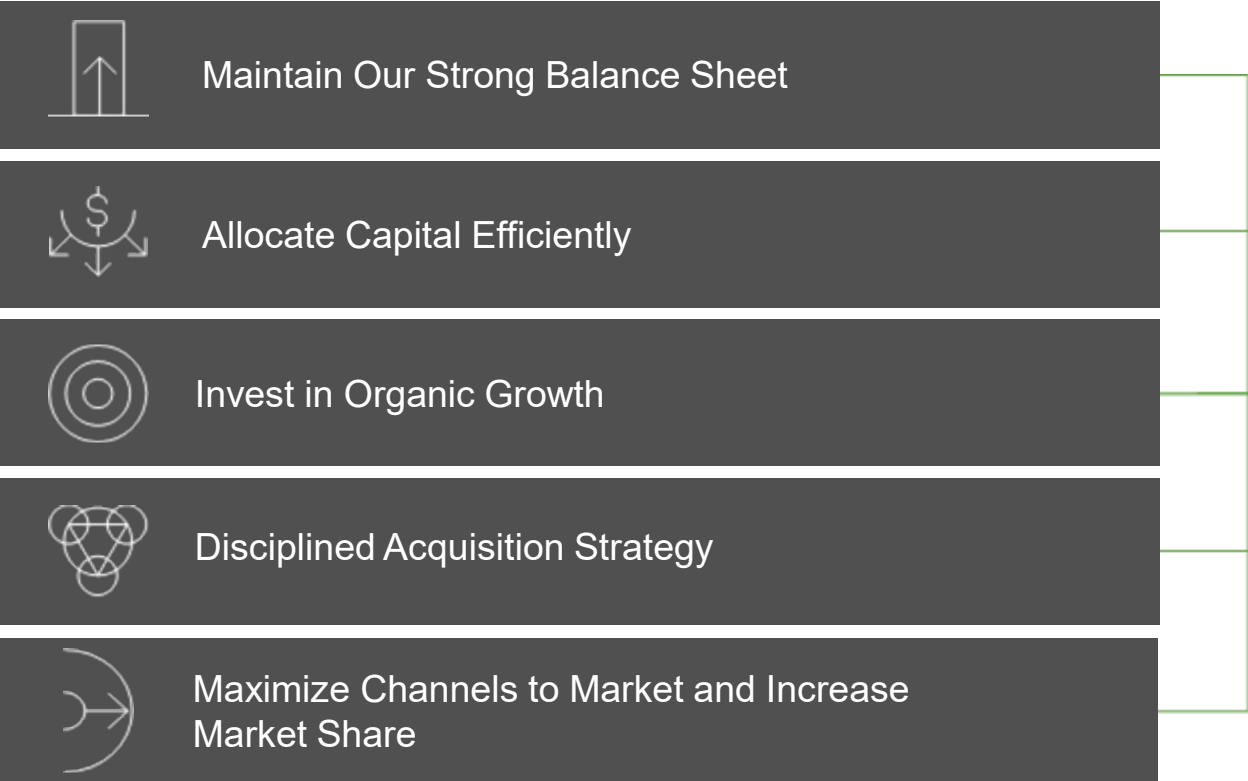 Maintain Our Strong Balance Sheet
$
Allocate Capital Efficiently
Invest in Organic Growth
Disciplined Acquisition Strategy
Maximize Channels to Market and Increase
Market Share